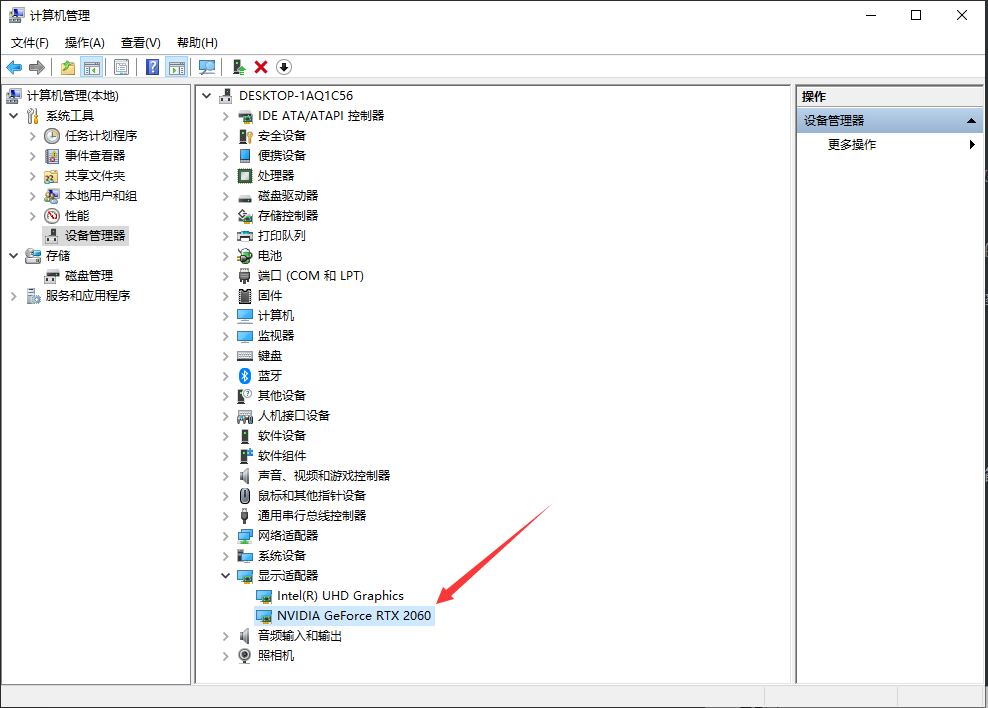 计算机管理
文件(F) 操作(A) 查看(V) 帮助(H)
计算机管理(本地)
系统工具
任务计划程序
事件查看器
共享文件夹
本地用户和组
性能
设备管理器
存储
磁盘管理
服务和应用程序
DESKTOP-1AQ1C56
IDE ATA/ATAPI 控制器
安全设备
便携设备
处理器
磁盘驱动器
存储控制器
打印队列
电池
端口 (COM 和 LPT)
固件
计算机
监视器
键盘
蓝牙
其他设备
人机接口设备
软件设备
软件组件
声音、视频和游戏控制器
鼠标和其他指针设备
通用串行总线控制器
网络适配器
系统设备
显示适配器
Intel(R) UHD Graphics
NVIDIA GeForce RTX 2060
音频输入和输出
照相机
操作
设备管理器
更多操作